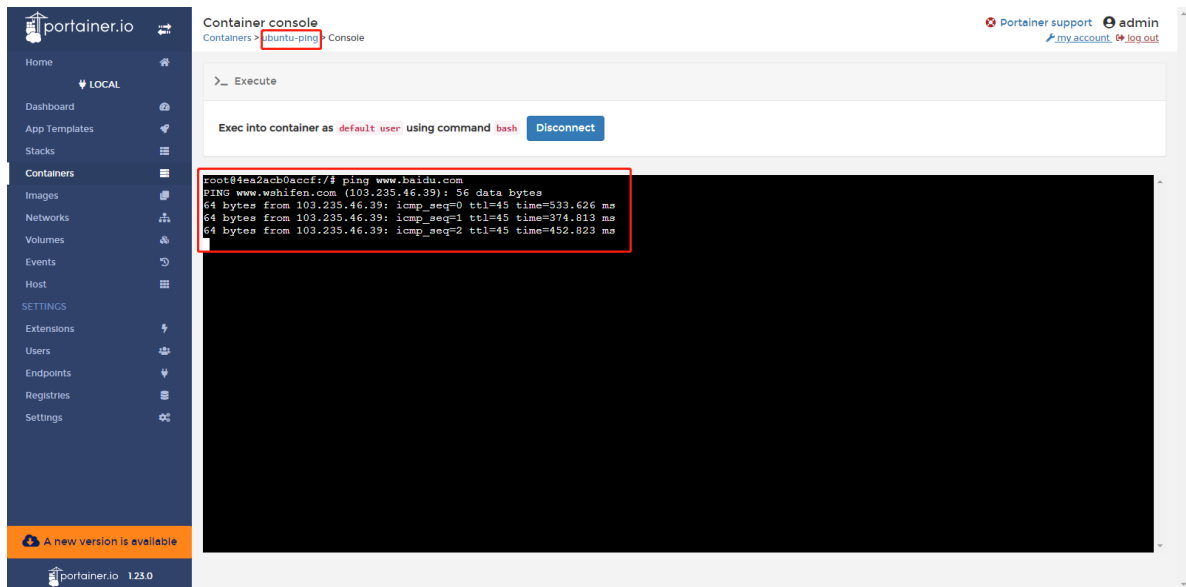 portainer.io
Home
LOCAL
Dashboard
App Templates
Stacks
Containers
Images
Networks
Volumes
Events
Host
SETTINGS
Extensions
Users
Endpoints
Registries
Settings
A new version is available
portainer.io 1.23.0
Container console
Containers > ubuntu-ping > Console
Portainer support admin
my account log out
>_ Execute
Exec into container as default user using command bash Disconnect
root@4ea2acb0accf:/# ping www.baidu.com
PING www.wshifen.com (103.235.46.39): 56 data bytes
64 bytes from 103.235.46.39: icmp_seq=0 ttl=45 time=533.626 ms
64 bytes from 103.235.46.39: icmp_seq=1 ttl=45 time=374.813 ms
64 bytes from 103.235.46.39: icmp_seq=2 ttl=45 time=452.823 ms